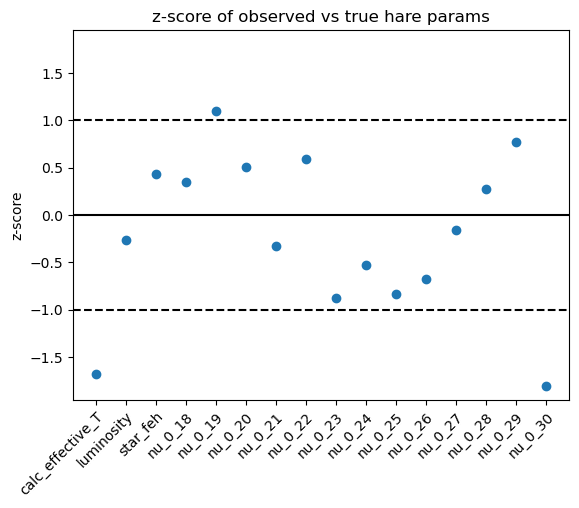 z-score of observed vs true hare params
z-score
1.5
1.0
0.5
0.0
−0.5
−1.0
−1.5
calc_effective_T
luminosity
star_feh
nu_0_18
nu_0_19
nu_0_20
nu_0_21
nu_0_22
nu_0_23
nu_0_24
nu_0_25
nu_0_26
nu_0_27
nu_0_28
nu_0_29
nu_0_30